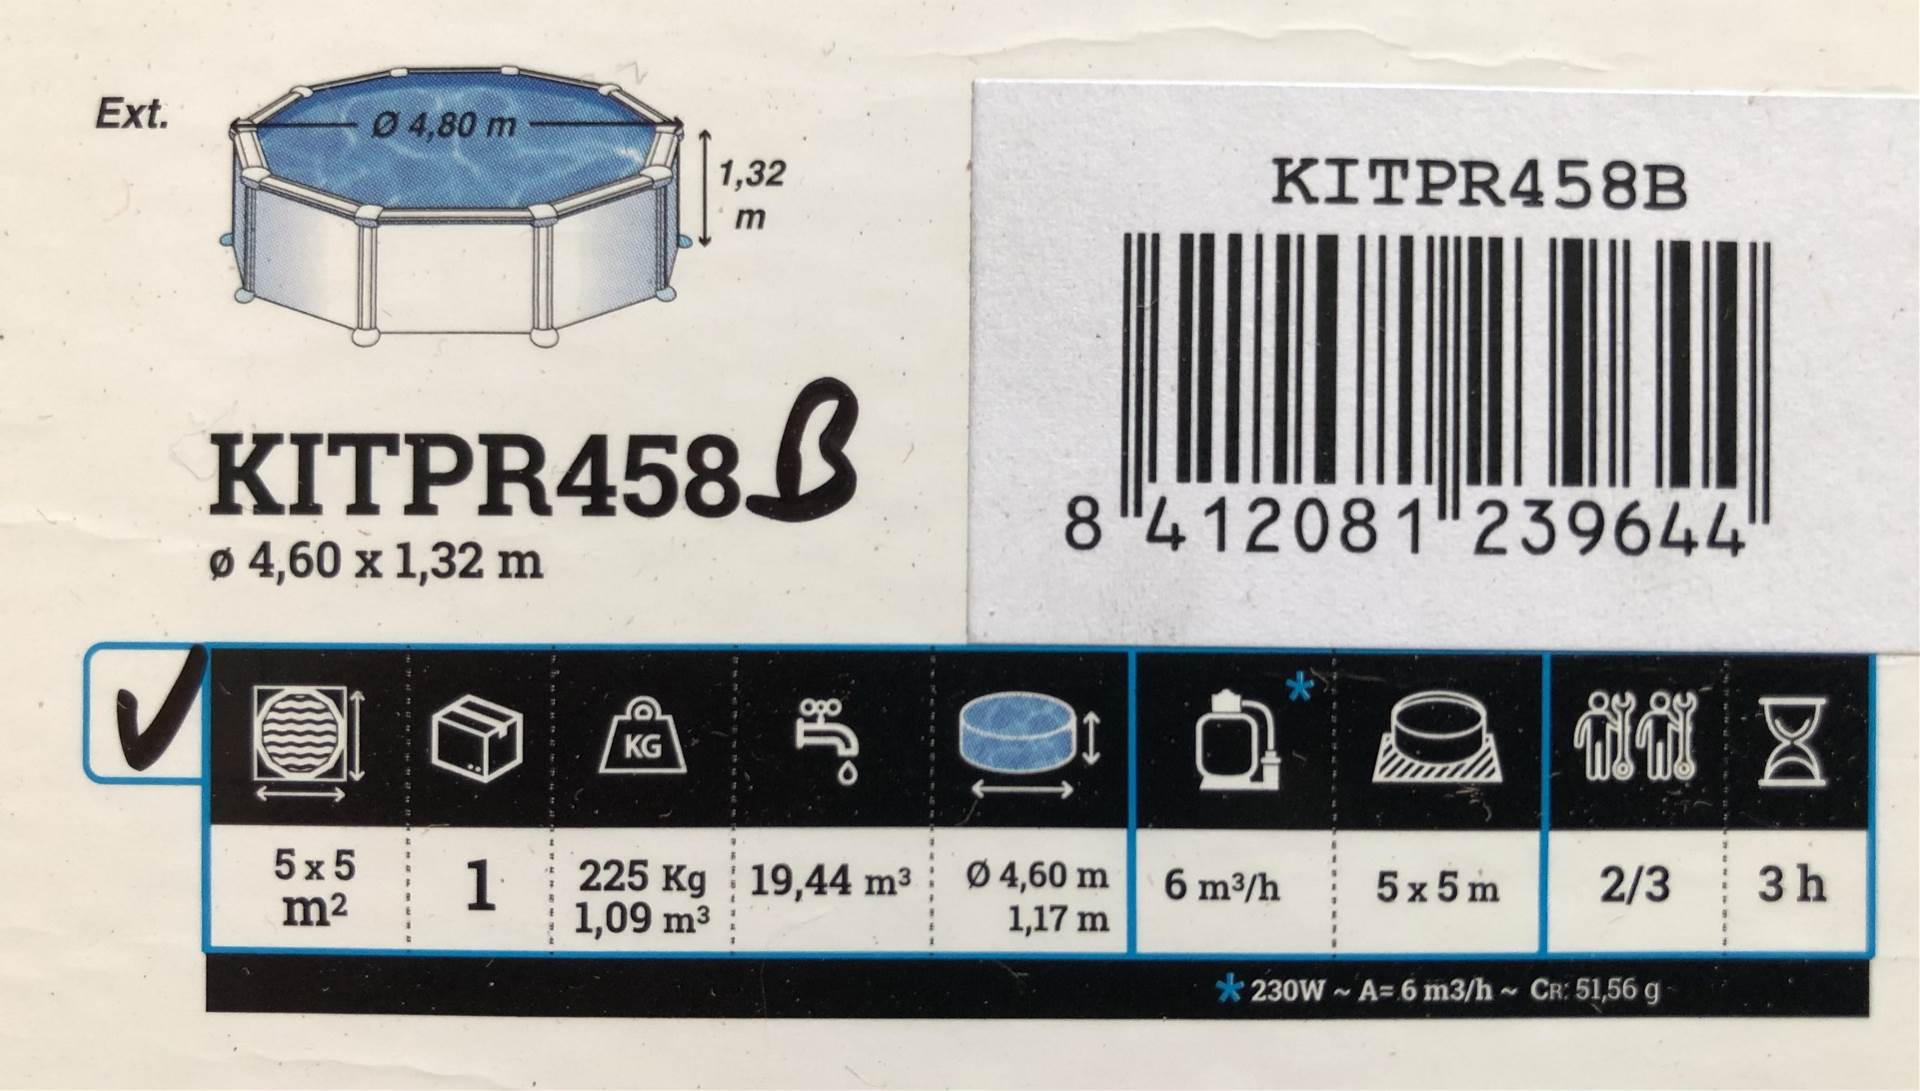 Ext.
Ø 4,80 m
1,32
m
KITPR458B
ø 4,60 x 1,32 m
KITPR458B
8 412081 239644
KG
5 x 5
m²
1
225 Kg
1,09 m³
19,44 m³
Ø 4,60 m
1,17 m
6 m³/h
5 x 5 m
2/3
3 h
* 230W ~ A= 6 m3/h ~ CR: 51,56 g